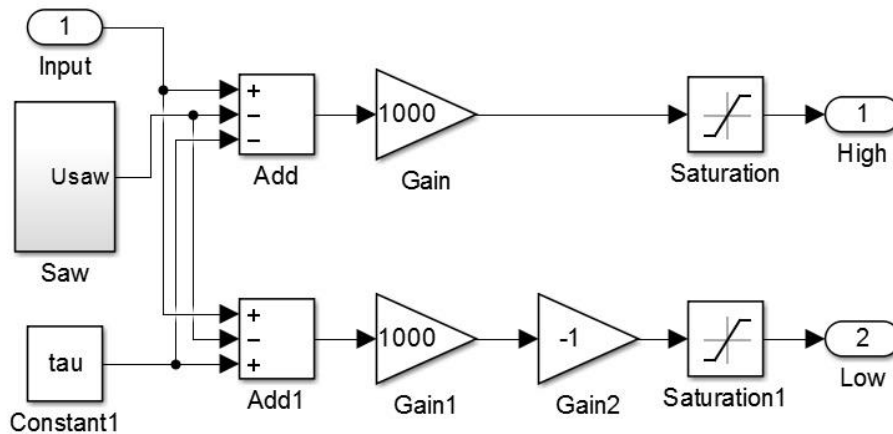 1
Input
Usaw
Saw
tau
Constant1
+
−
−
Add
1000
Gain
Saturation
1
High
+
−
+
Add1
1000
Gain1
-1
Gain2
Saturation1
2
Low